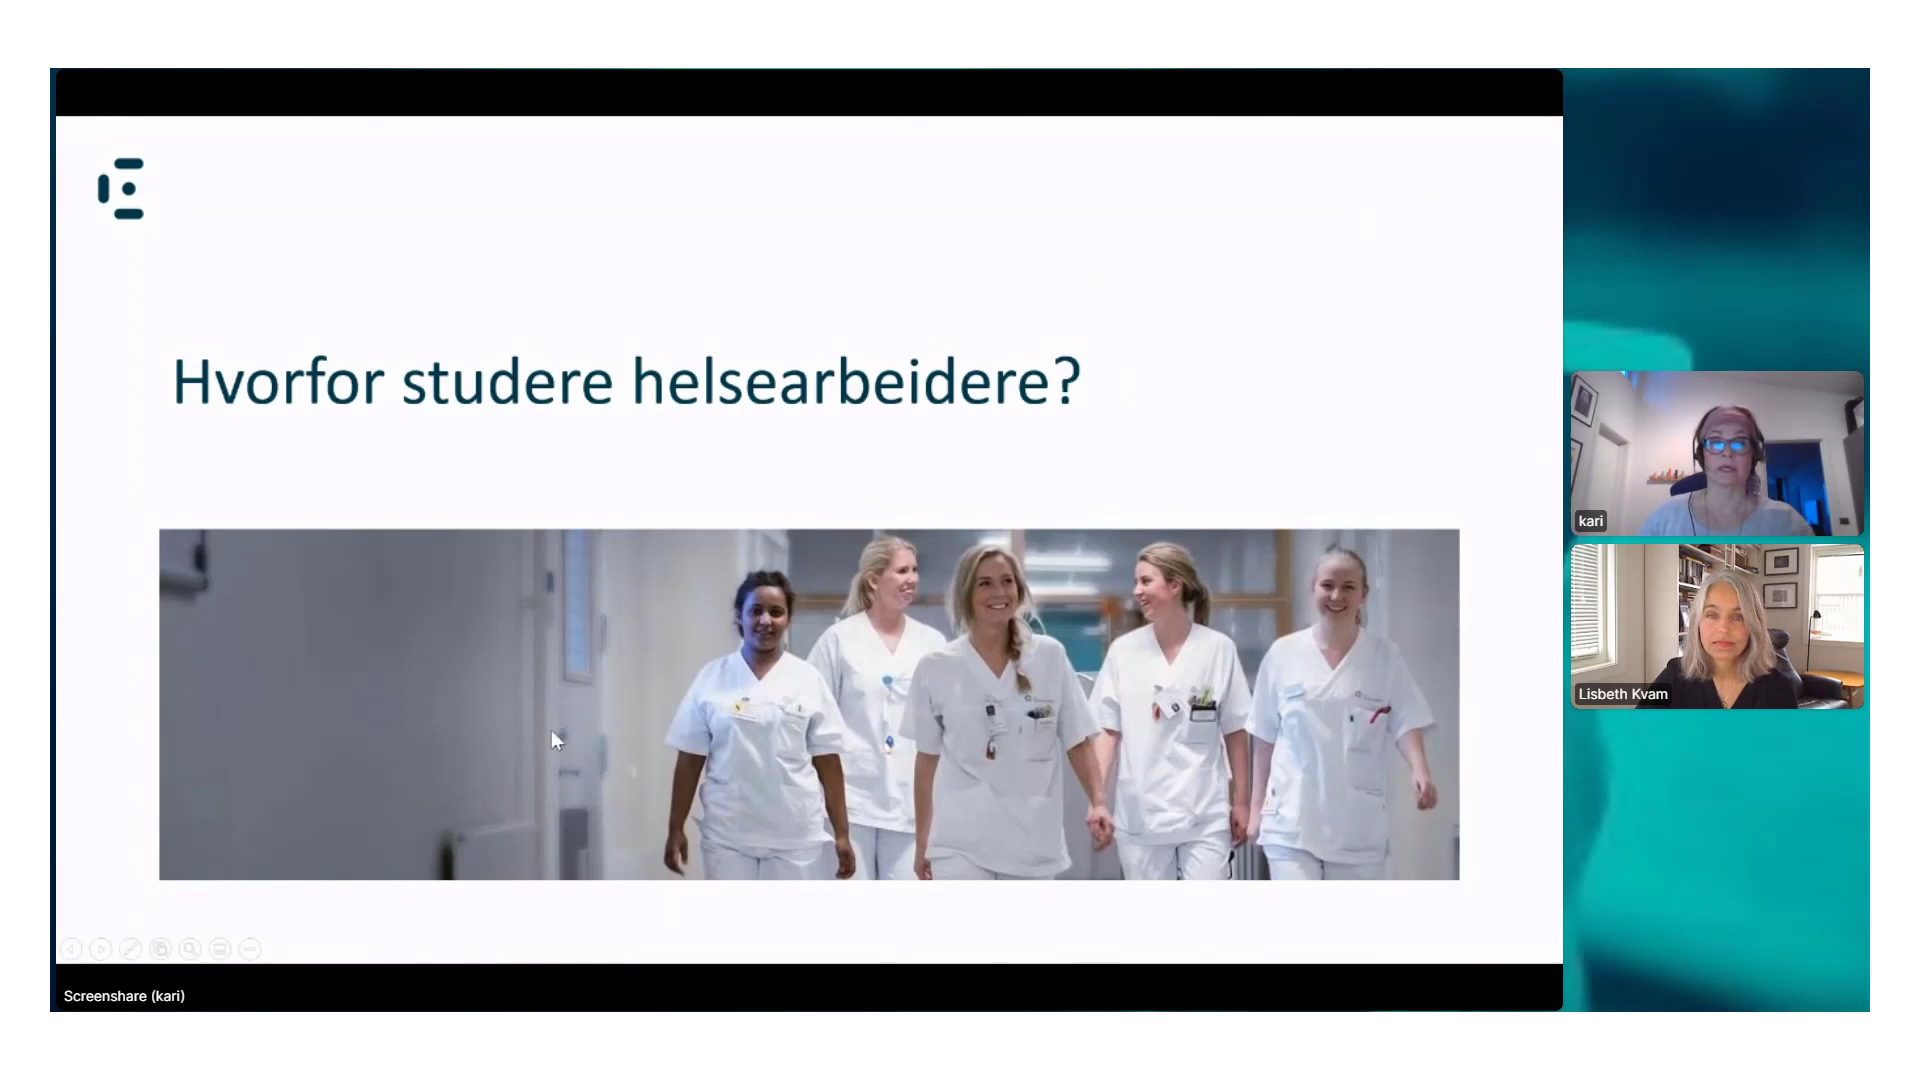 Hvorfor studere helsearbeidere?
kari
Lisbeth Kvam
Screenshare (kari)